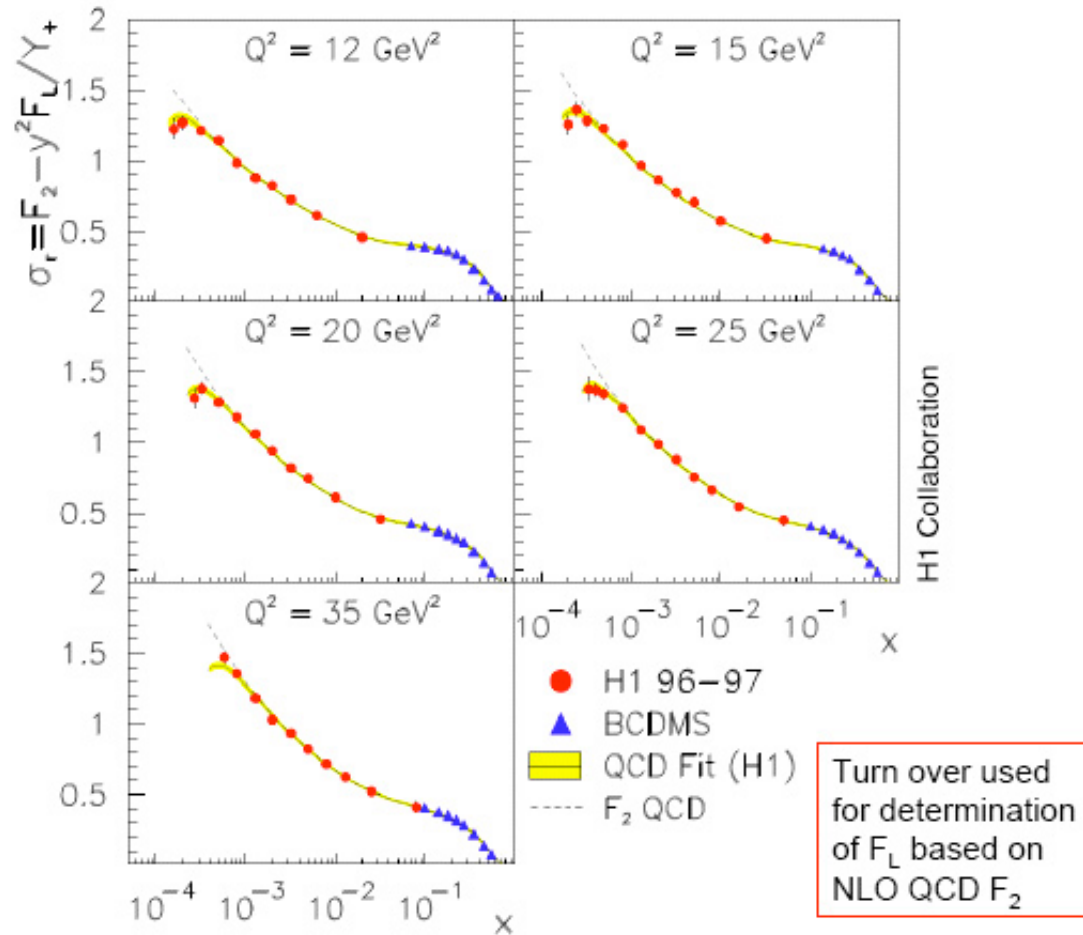 σr=F2−y²FL/Y+
2
1.5
1
0.5
Q² = 12 GeV²
Q² = 15 GeV²
2
1.5
1
0.5
Q² = 20 GeV²
Q² = 25 GeV²
2
1.5
1
0.5
Q² = 35 GeV²
10⁻⁴ 10⁻³ 10⁻² 10⁻¹
x
10⁻⁴ 10⁻³ 10⁻² 10⁻¹
x
H1 Collaboration
H1 96−97
BCDMS
QCD Fit (H1)
F₂ QCD
Turn over used
for determination
of FL based on
NLO QCD F₂